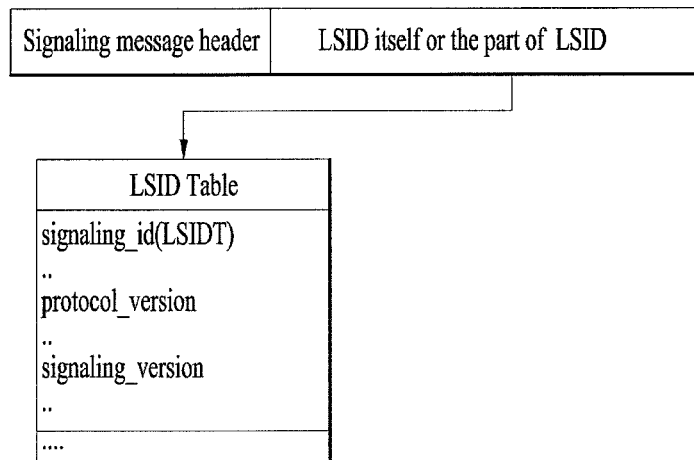 Signaling message header
LSID itself or the part of LSID
LSID Table
signaling_id(LSIDT)
..
protocol_version
..
signaling_version
..
....